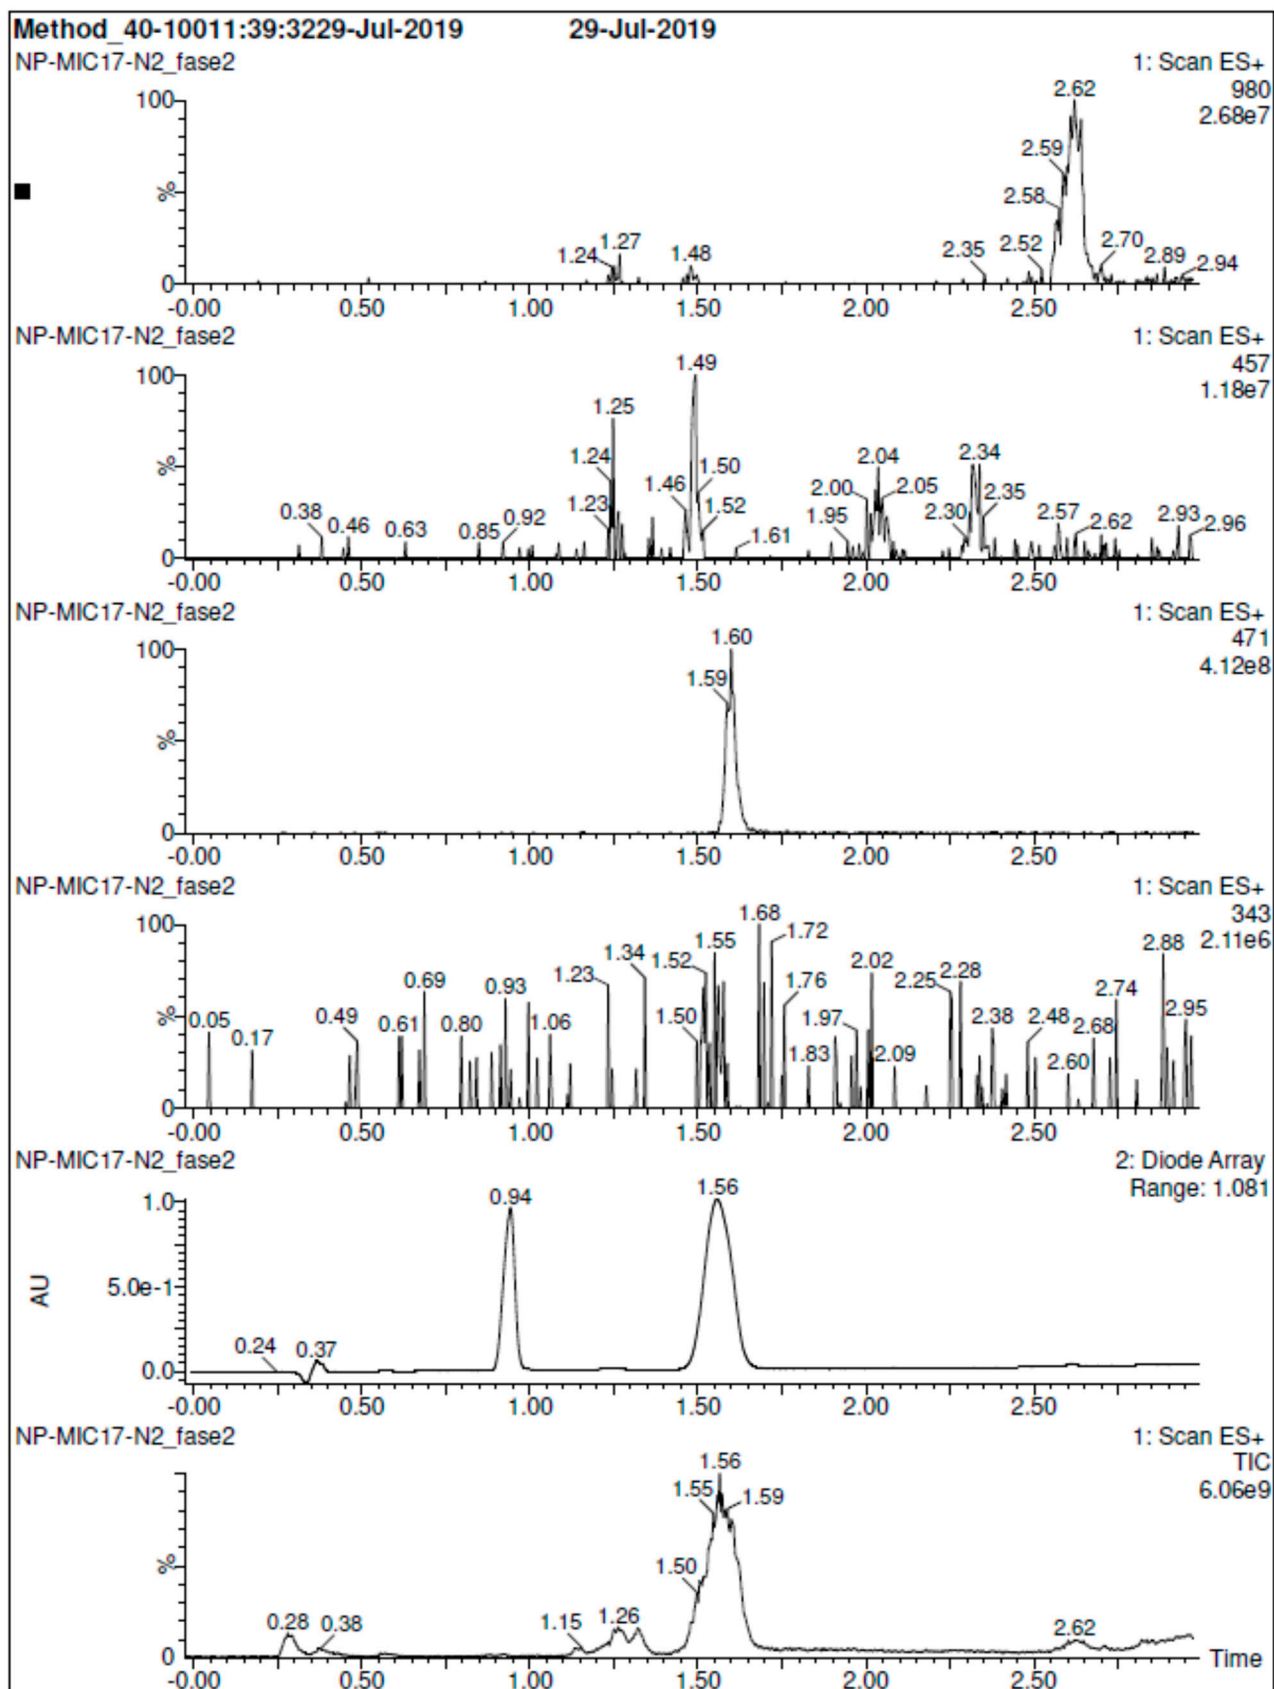 Method_40-10011:39:3229-Jul-2019 29-Jul-2019
NP-MIC17-N2_fase2 1: Scan ES+
980
2.68e7
100
%
0
1.24 1.27 1.48 2.35 2.52 2.58 2.59 2.62 2.70 2.89 2.94
-0.00 0.50 1.00 1.50 2.00 2.50
NP-MIC17-N2_fase2 1: Scan ES+
457
1.18e7
100
%
0
0.38 0.46 0.63 0.85 0.92 1.23 1.24 1.25 1.46 1.49 1.50 1.52 1.61 1.95 2.00 2.04 2.05 2.30 2.34 2.35 2.57 2.62 2.93 2.96
-0.00 0.50 1.00 1.50 2.00 2.50
NP-MIC17-N2_fase2 1: Scan ES+
471
4.12e8
100
%
0
1.59 1.60
-0.00 0.50 1.00 1.50 2.00 2.50
NP-MIC17-N2_fase2 1: Scan ES+
343
2.11e6
100
%
0
0.05 0.17 0.49 0.61 0.69 0.80 0.93 1.06 1.23 1.34 1.50 1.52 1.55 1.68 1.72 1.76 1.83 1.97 2.02 2.09 2.25 2.28 2.38 2.48 2.60 2.68 2.74 2.88 2.95
-0.00 0.50 1.00 1.50 2.00 2.50
NP-MIC17-N2_fase2 2: Diode Array
Range: 1.081
1.0
AU
5.0e-1
0.0
0.24 0.37 0.94 1.56
-0.00 0.50 1.00 1.50 2.00 2.50
NP-MIC17-N2_fase2 1: Scan ES+
TIC
6.06e9
%
0
0.28 0.38 1.15 1.26 1.50 1.55 1.56 1.59 2.62
Time
-0.00 0.50 1.00 1.50 2.00 2.50